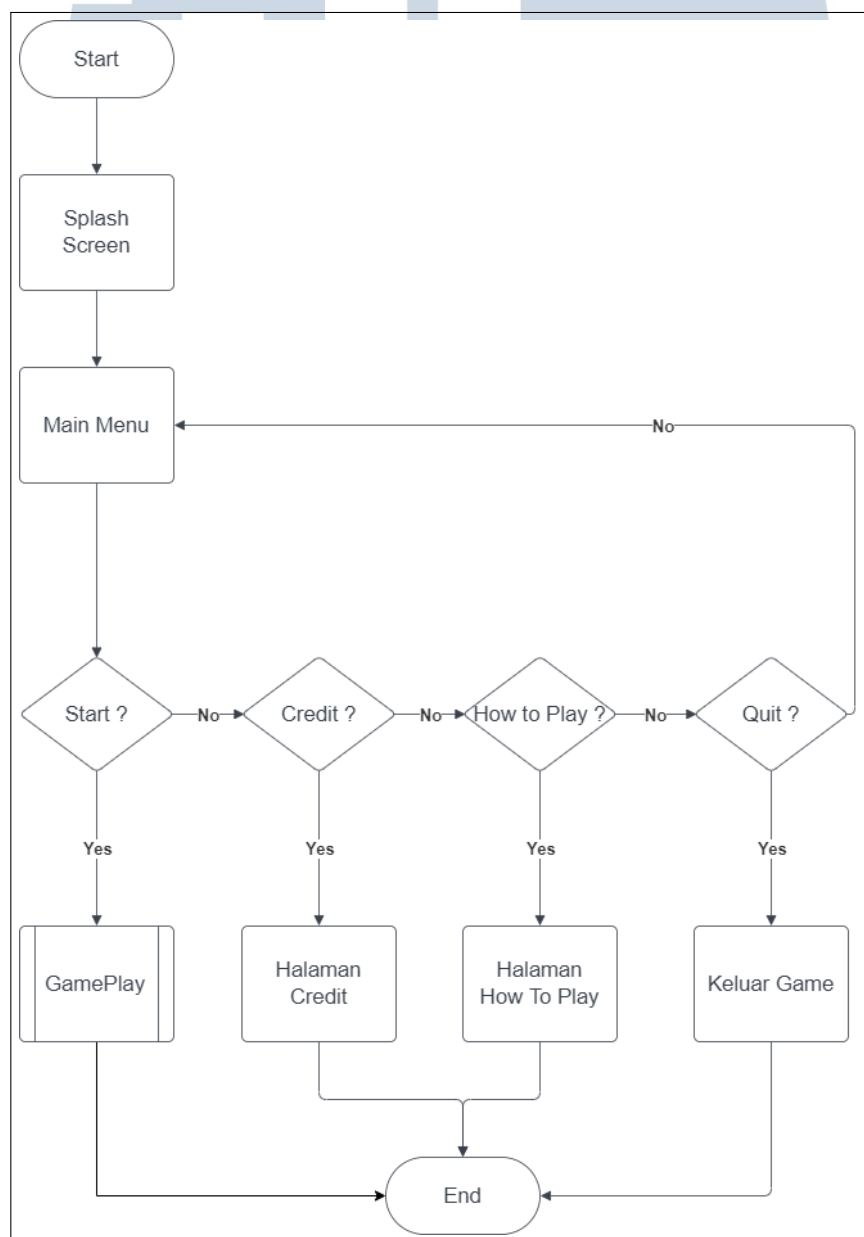 Start
Splash
Screen
Main Menu
No
Start ?
No
Credit ?
No
How to Play ?
No
Quit ?
Yes
Yes
Yes
Yes
GamePlay
Halaman
Credit
Halaman
How To Play
Keluar Game
End